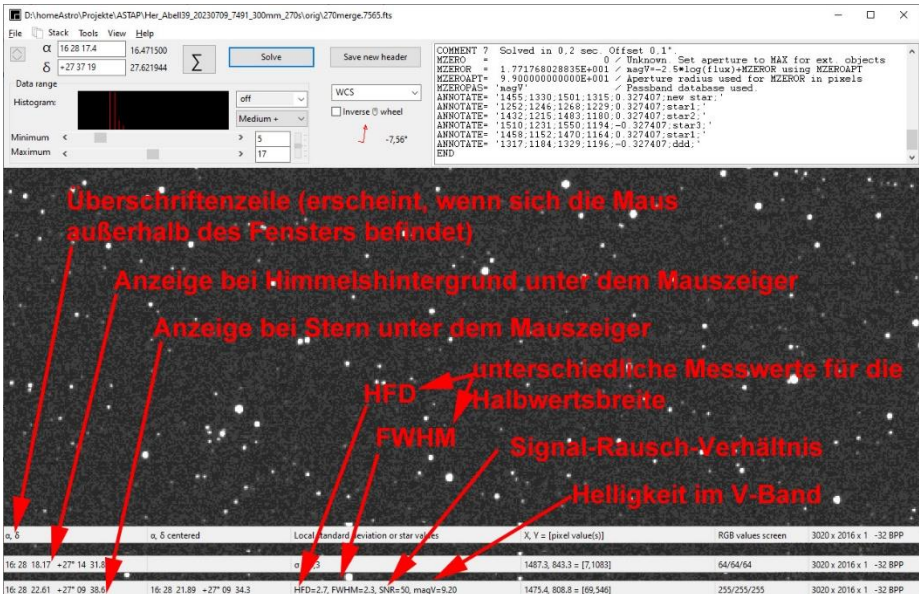 D:\homeAstro\Projekte\ASTAP\Her_Abell39_20230709_7491_300mm_270s\orig\270merge.7565.fts
File Stack Tools View Help
α 16 28 17.4 16.471500
δ +27 37 19 27.621944
Σ
Solve
Save new header
Data range
Histogram:
off
Medium +
WCS
Inverse wheel
-7,56°
Minimum < > 5
Maximum < > 17
COMMENT 7 Solved in 0,2 sec. Offset 0,1".
MZERO = 0 / Unknown. Set aperture to MAX for ext. objects
MZEROR = 1.771768028835E+001 / magV=-2.5*log(flux)+MZEROR using MZEROAPT
MZEROAPT= 9.900000000000E+001 / Aperture radius used for MZEROR in pixels
MZEROPAS= 'magV' / Passband database used.
ANNOTATE= '1455;1330;1501;1315;0.327407;new star;'
ANNOTATE= '1252;1246;1268;1229;0.327407;star1;'
ANNOTATE= '1432;1215;1483;1180;0.327407;star2;'
ANNOTATE= '1510;1231;1550;1194;-0.327407;star3;'
ANNOTATE= '1458;1152;1470;1164;0.327407;star1;'
ANNOTATE= '1317;1184;1329;1196;-0.327407;ddd;'
END
Überschriftenzeile (erscheint, wenn sich die Maus
außerhalb des Fensters befindet)
Anzeige bei Himmelshintergrund unter dem Mauszeiger
Anzeige bei Stern unter dem Mauszeiger
HFD
unterschiedliche Messwerte für die
Halbwertsbreite
FWHM
Signal-Rausch-Verhältnis
Helligkeit im V-Band
α, δ α, δ centered Local standard deviation or star values X, Y = [pixel value(s)] RGB values screen 3020 x 2016 x 1 -32 BPP
16: 28 18.17 +27° 14 31.8 σ 1487.3, 843.3 = [7,1083] 64/64/64 3020 x 2016 x 1 -32 BPP
16: 28 22.61 +27° 09 38.6 16: 28 21.89 +27° 09 34.3 HFD=2.7, FWHM=2.3, SNR=50, magV=9.20 1475.4, 808.8 = [69,546] 255/255/255 3020 x 2016 x 1 -32 BPP